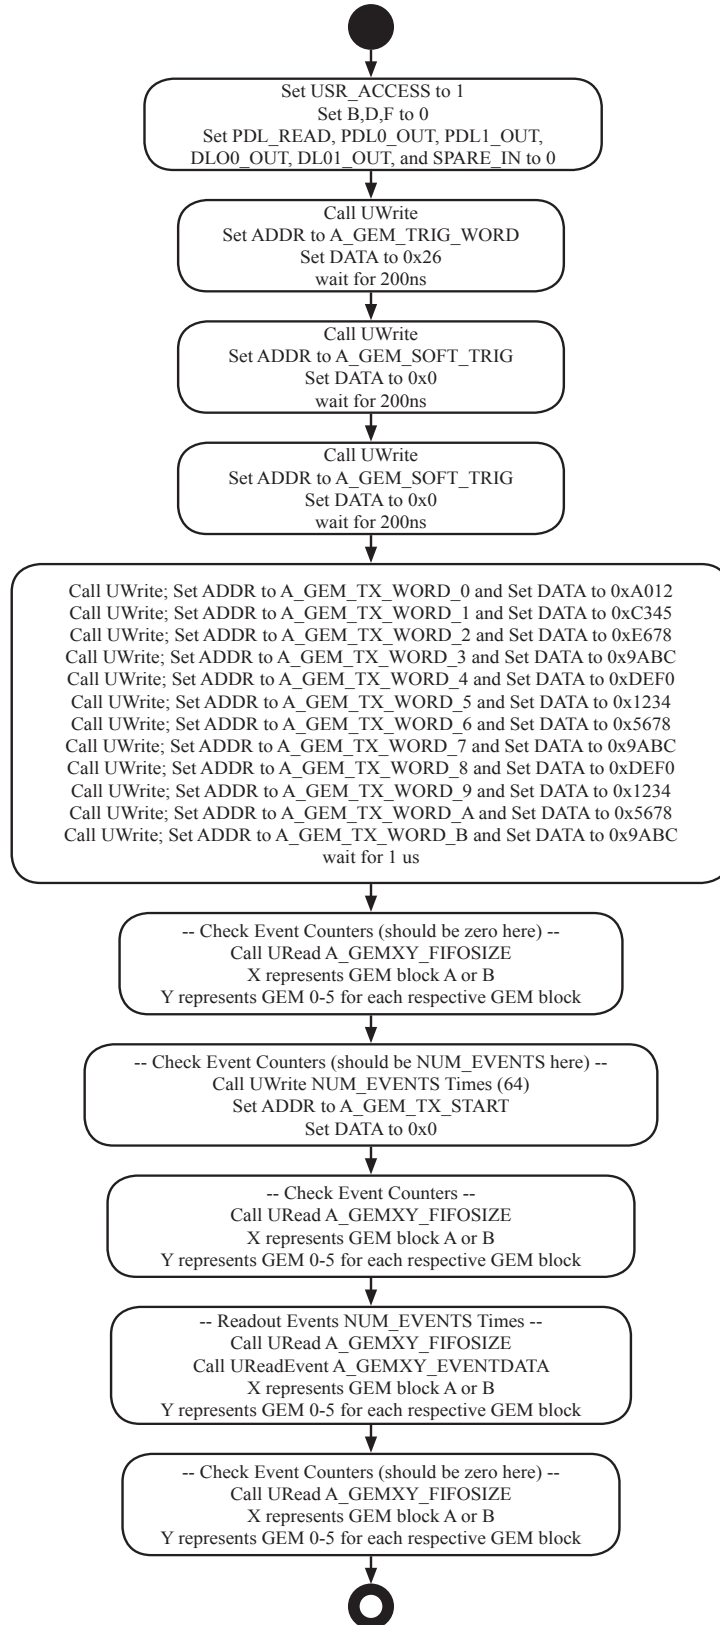 Set USR_ACCESS to 1
Set B,D,F to 0
Set PDL_READ, PDL0_OUT, PDL1_OUT,
DLO0_OUT, DL01_OUT, and SPARE_IN to 0
Call UWrite
Set ADDR to A_GEM_TRIG_WORD
Set DATA to 0x26
wait for 200ns
Call UWrite
Set ADDR to A_GEM_SOFT_TRIG
Set DATA to 0x0
wait for 200ns
Call UWrite
Set ADDR to A_GEM_SOFT_TRIG
Set DATA to 0x0
wait for 200ns
Call UWrite; Set ADDR to A_GEM_TX_WORD_0 and Set DATA to 0xA012
Call UWrite; Set ADDR to A_GEM_TX_WORD_1 and Set DATA to 0xC345
Call UWrite; Set ADDR to A_GEM_TX_WORD_2 and Set DATA to 0xE678
Call UWrite; Set ADDR to A_GEM_TX_WORD_3 and Set DATA to 0x9ABC
Call UWrite; Set ADDR to A_GEM_TX_WORD_4 and Set DATA to 0xDEF0
Call UWrite; Set ADDR to A_GEM_TX_WORD_5 and Set DATA to 0x1234
Call UWrite; Set ADDR to A_GEM_TX_WORD_6 and Set DATA to 0x5678
Call UWrite; Set ADDR to A_GEM_TX_WORD_7 and Set DATA to 0x9ABC
Call UWrite; Set ADDR to A_GEM_TX_WORD_8 and Set DATA to 0xDEF0
Call UWrite; Set ADDR to A_GEM_TX_WORD_9 and Set DATA to 0x1234
Call UWrite; Set ADDR to A_GEM_TX_WORD_A and Set DATA to 0x5678
Call UWrite; Set ADDR to A_GEM_TX_WORD_B and Set DATA to 0x9ABC
wait for 1 us
-- Check Event Counters (should be zero here) --
Call URead A_GEMXY_FIFOSIZE
X represents GEM block A or B
Y represents GEM 0-5 for each respective GEM block
-- Check Event Counters (should be NUM_EVENTS here) --
Call UWrite NUM_EVENTS Times (64)
Set ADDR to A_GEM_TX_START
Set DATA to 0x0
-- Check Event Counters --
Call URead A_GEMXY_FIFOSIZE
X represents GEM block A or B
Y represents GEM 0-5 for each respective GEM block
-- Readout Events NUM_EVENTS Times --
Call URead A_GEMXY_FIFOSIZE
Call UReadEvent A_GEMXY_EVENTDATA
X represents GEM block A or B
Y represents GEM 0-5 for each respective GEM block
-- Check Event Counters (should be zero here) --
Call URead A_GEMXY_FIFOSIZE
X represents GEM block A or B
Y represents GEM 0-5 for each respective GEM block